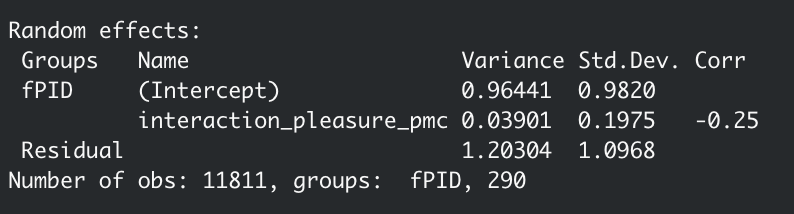 Random effects:
Groups Name Variance Std.Dev. Corr
fPID (Intercept) 0.96441 0.9820
interaction_pleasure_pmc 0.03901 0.1975 -0.25
Residual 1.20304 1.0968
Number of obs: 11811, groups: fPID, 290